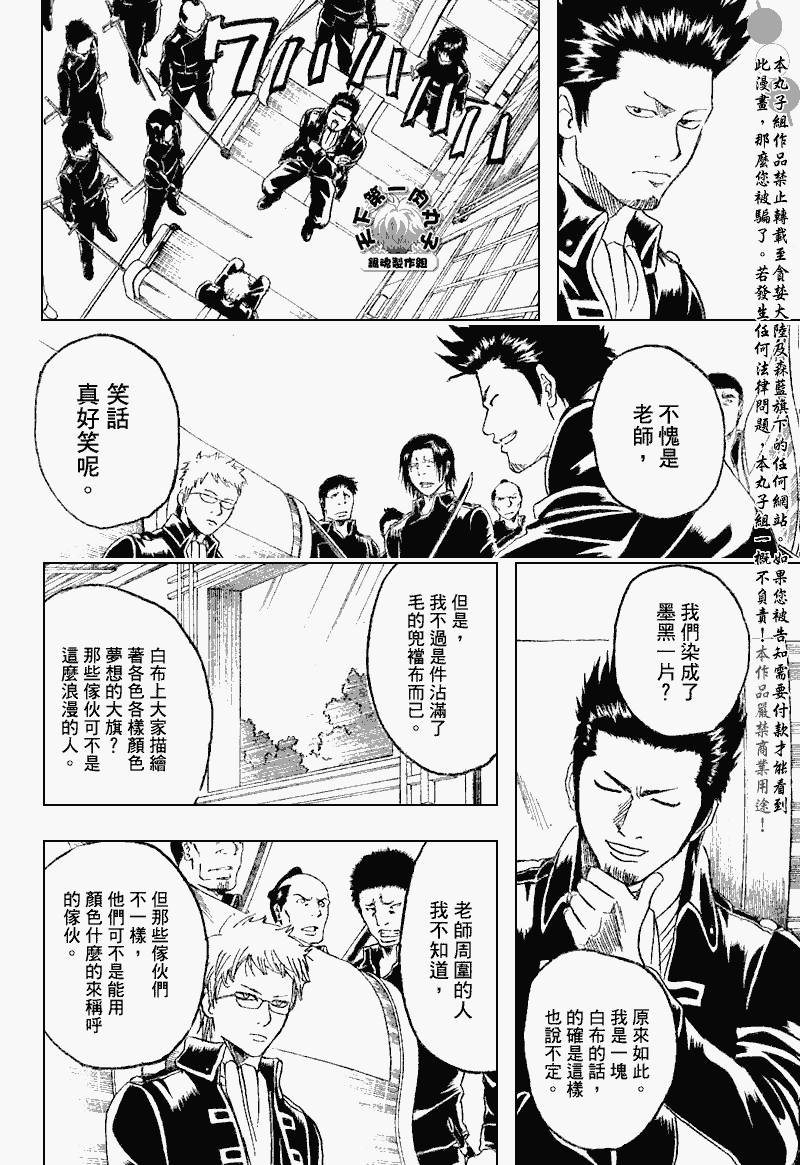 ワ
ハハハハ
天下第一肉丸子
銀魂製作組
不愧是
老師，
笑話
真好笑呢。
我們染成了
墨黑一片？
原來如此。
我是一塊
白布的話，
的確是這樣
也說不定。
但是，
我不過是件沾滿了
毛的兜襠布而已。
白布上大家描繪
著各色各樣顏色
夢想的大旗？
那些傢伙可不是
這麼浪漫的人。
老師周圍的人
我不知道，
但那些傢伙們
不一樣，
他們可不是能用
顏色什麼的來稱呼
的傢伙。
本丸子組作品禁止轉載至貪婪大陸及森藍旗下的任何網站。如果您被告知需要付款才能看到
此漫畫，那麼您被騙了。若發生任何法律問題，本丸子組一概不負責！本作品嚴禁商業用途！